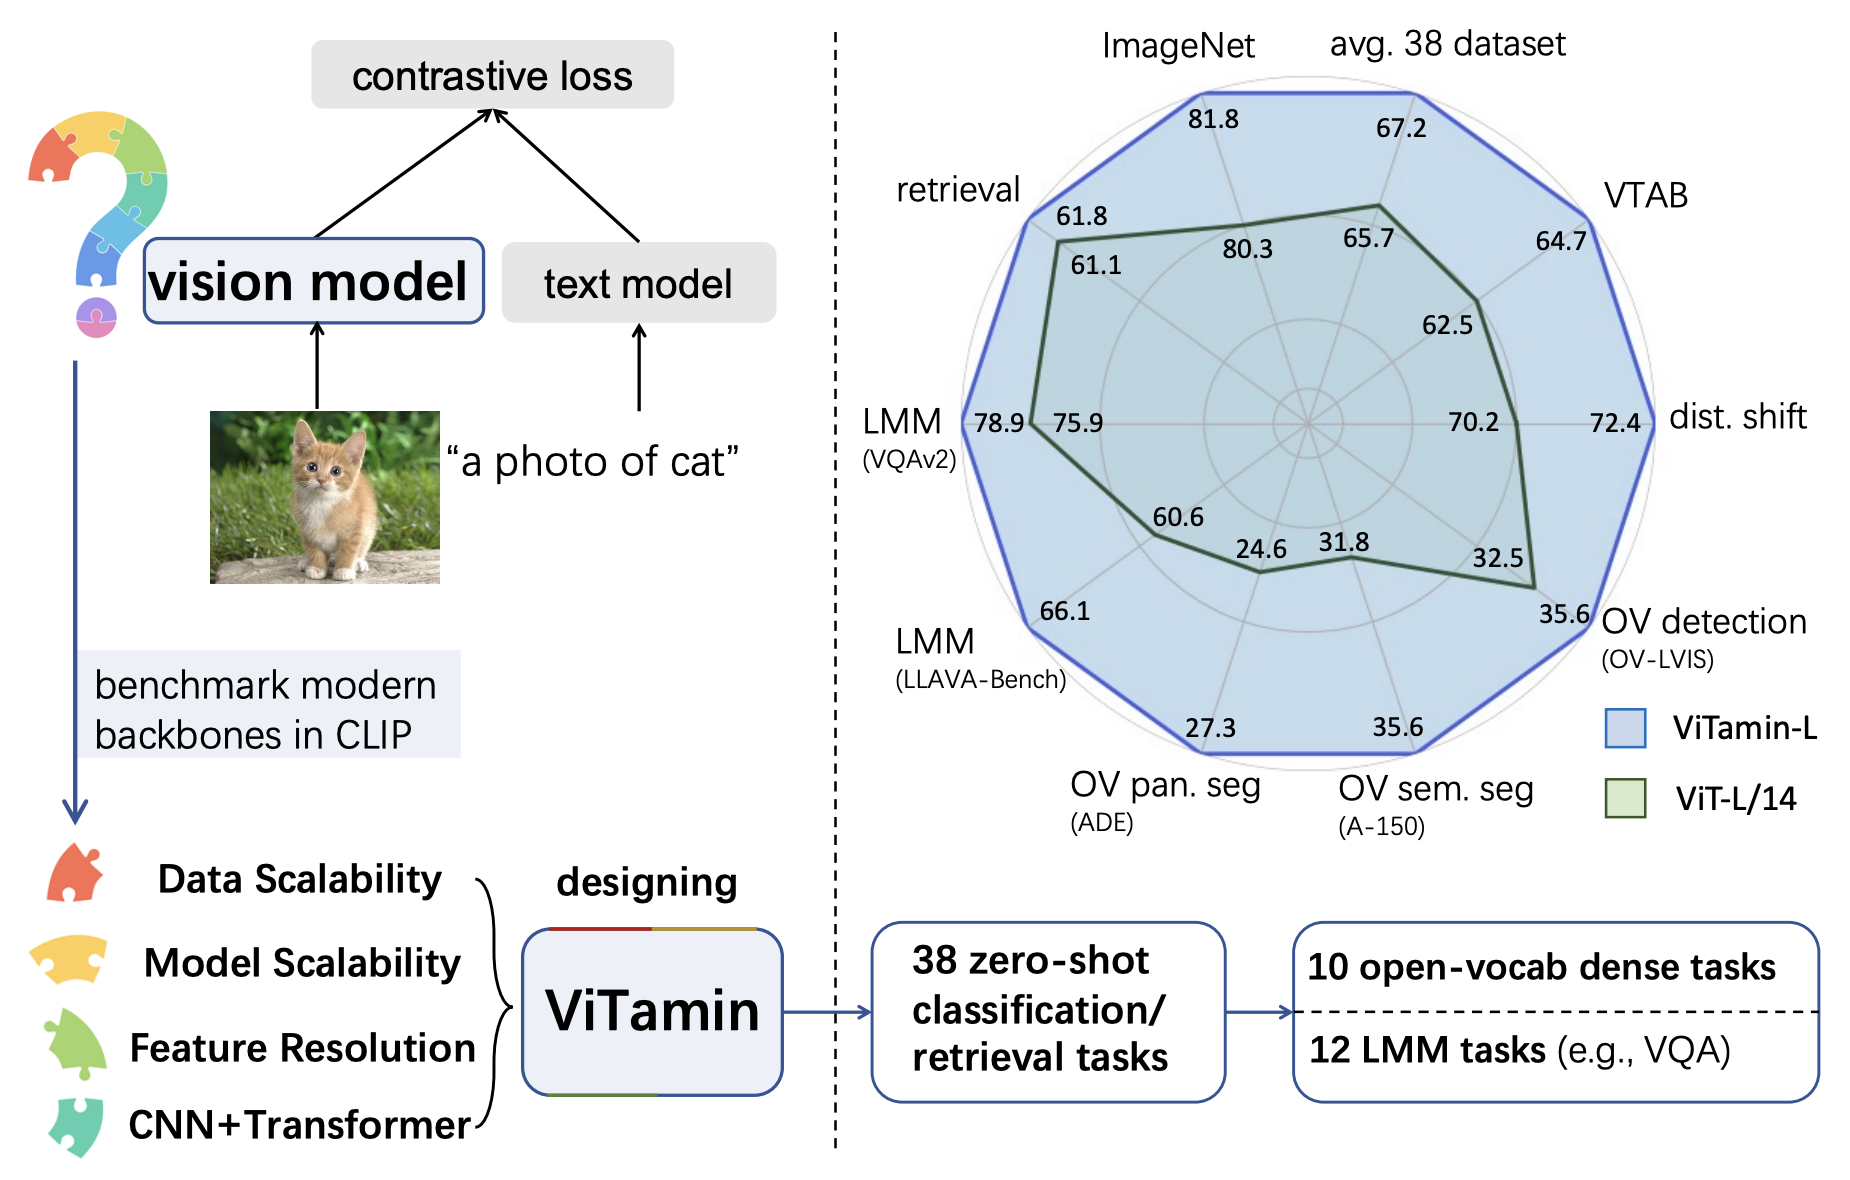 contrastive loss
vision model
text model
“a photo of cat”
benchmark modern
backbones in CLIP
Data Scalability
Model Scalability
Feature Resolution
CNN+Transformer
designing
ViTamin
ImageNet
avg. 38 dataset
81.8
67.2
retrieval
VTAB
61.8
64.7
80.3
65.7
61.1
62.5
LMM
(VQAv2)
78.9
75.9
70.2
72.4
dist. shift
60.6
24.6
31.8
32.5
66.1
35.6
LMM
(LLAVA-Bench)
OV detection
(OV-LVIS)
27.3
35.6
OV pan. seg
(ADE)
OV sem. seg
(A-150)
ViTamin-L
ViT-L/14
38 zero-shot
classification/
retrieval tasks
10 open-vocab dense tasks
12 LMM tasks (e.g., VQA)